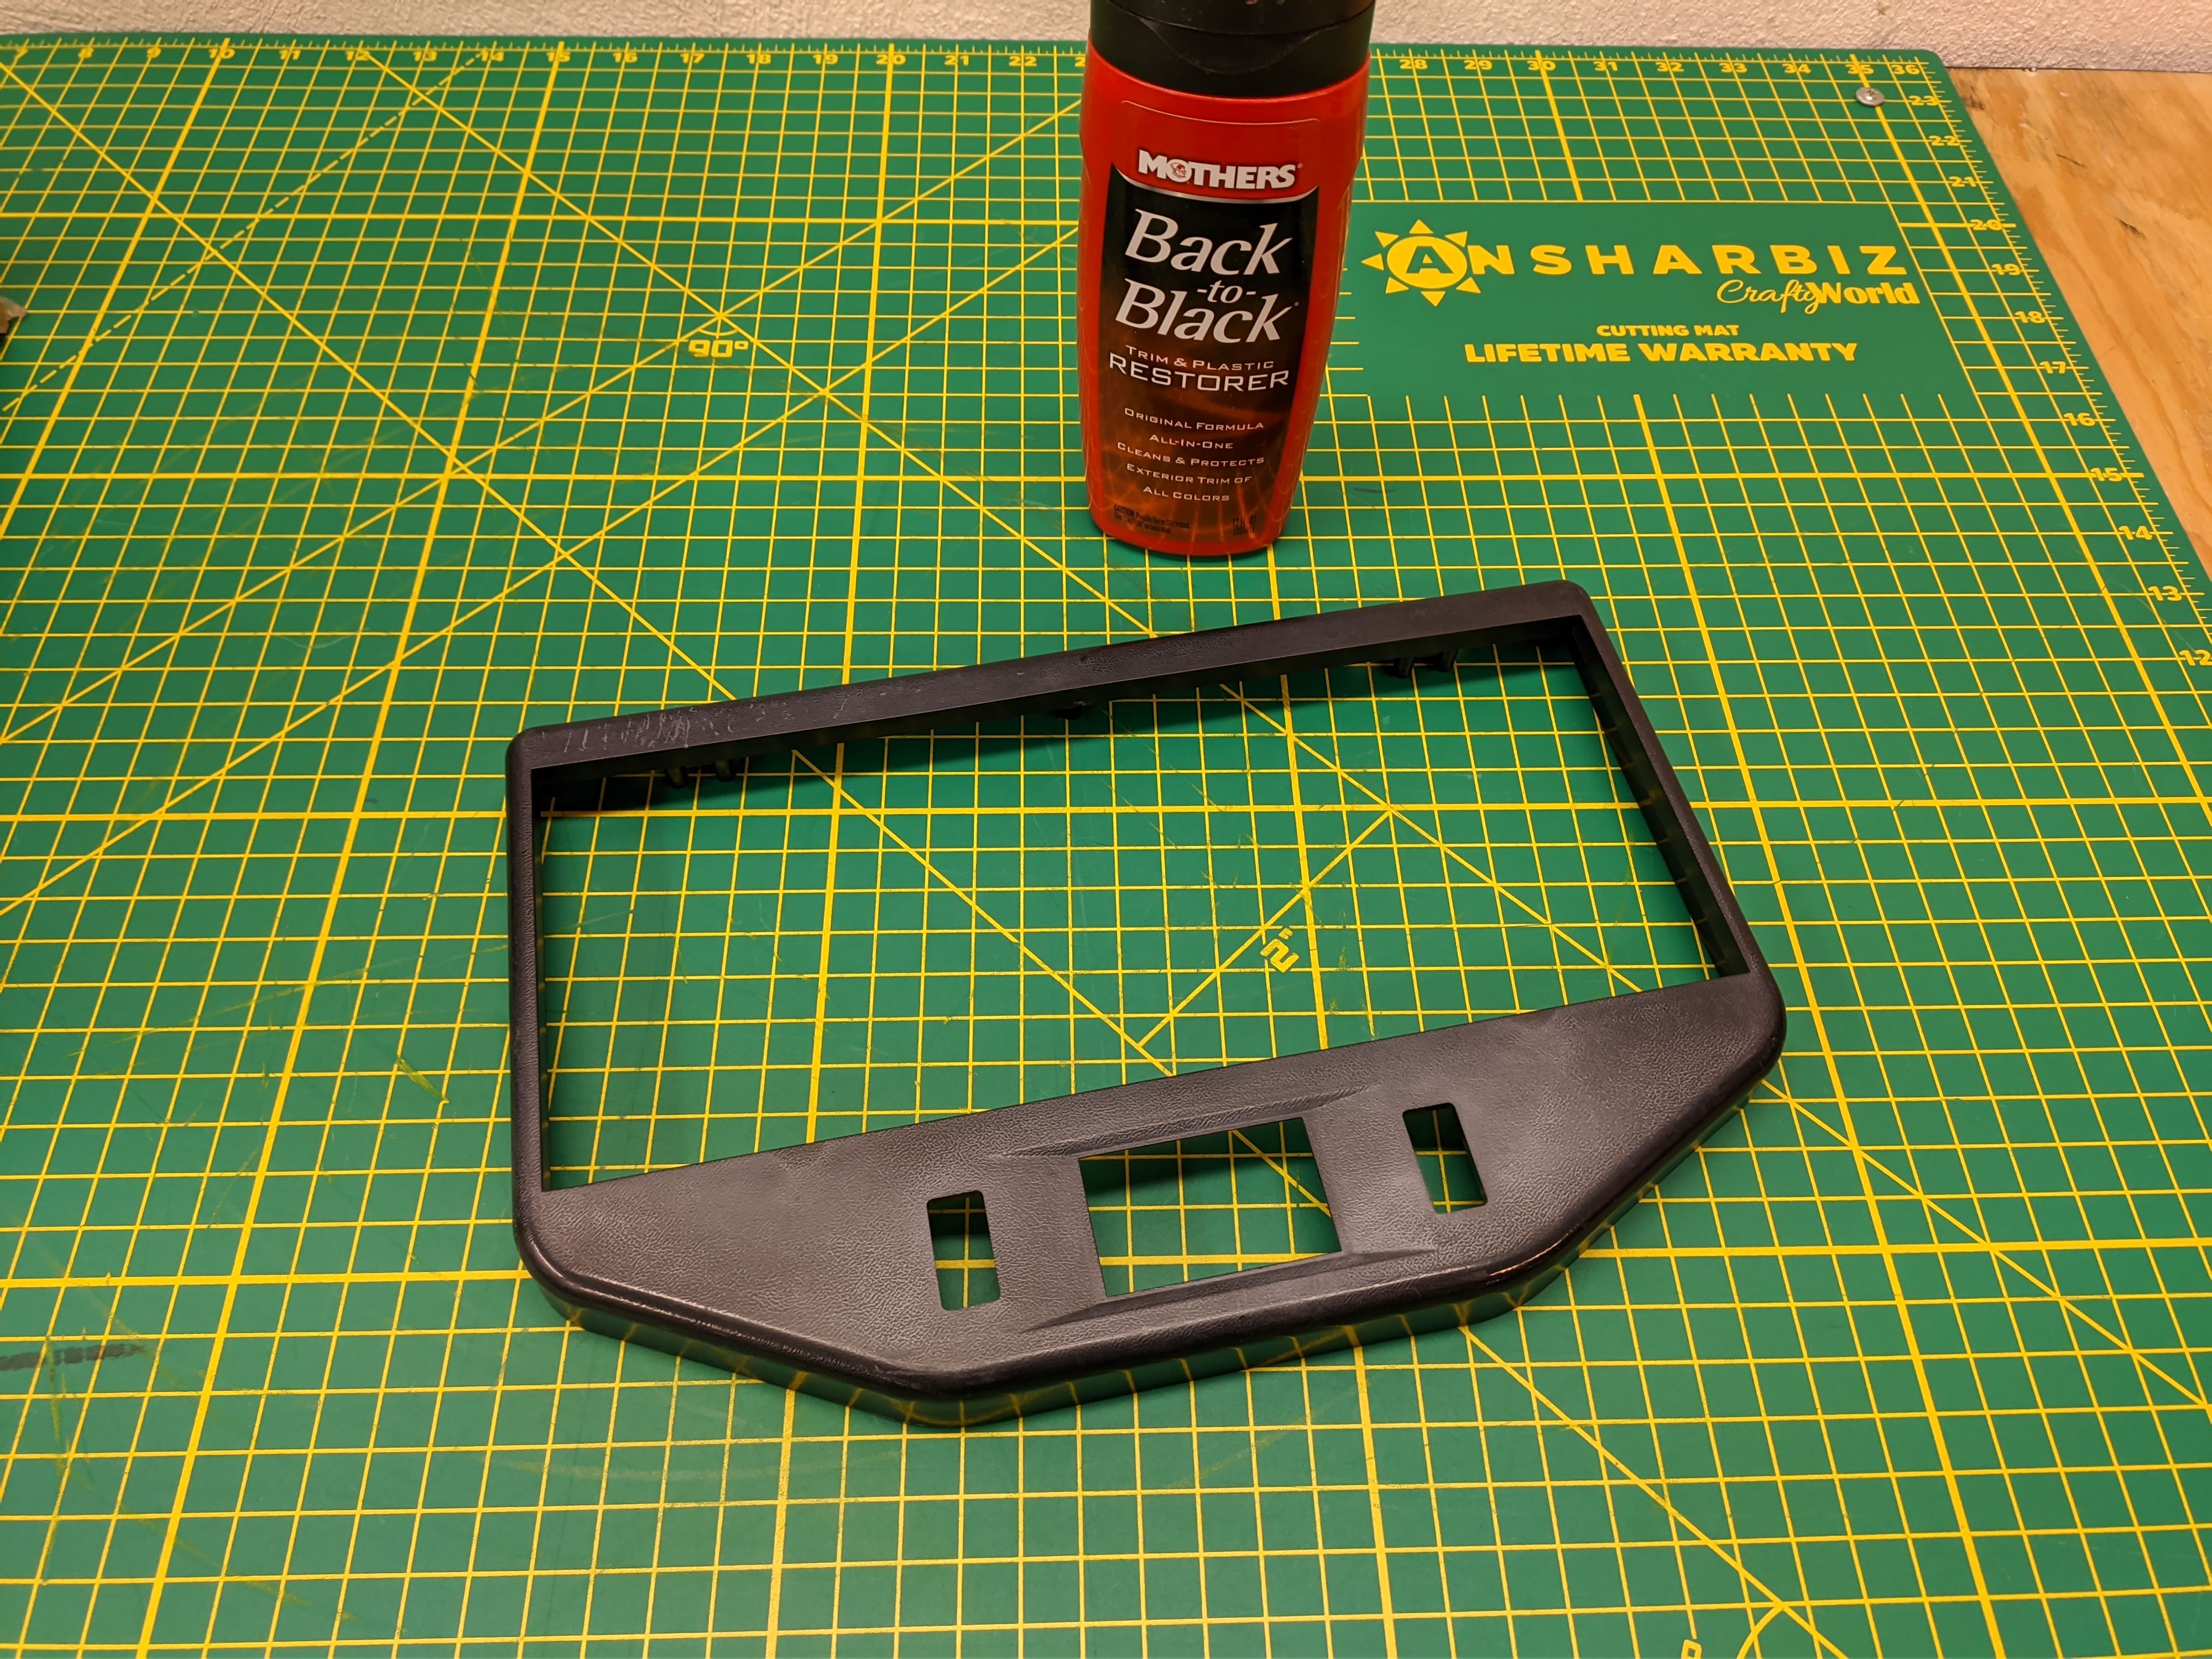 7 8 9 10 11 12 13 14 15 16 17 18 19 20 21 22 28 29 30 31 32 33 34 35 36
23
22
21
20
19
18
17
16
15
14
13
12
MOTHERS®
Back
-to-
Black®
TRIM & PLASTIC
RESTORER
ORIGINAL FORMULA
ALL-IN-ONE
CLEANS & PROTECTS
EXTERIOR TRIM OF
ALL COLORS
ANSHARBIZ
CraftyWorld
CUTTING MAT
LIFETIME WARRANTY
90°
2"